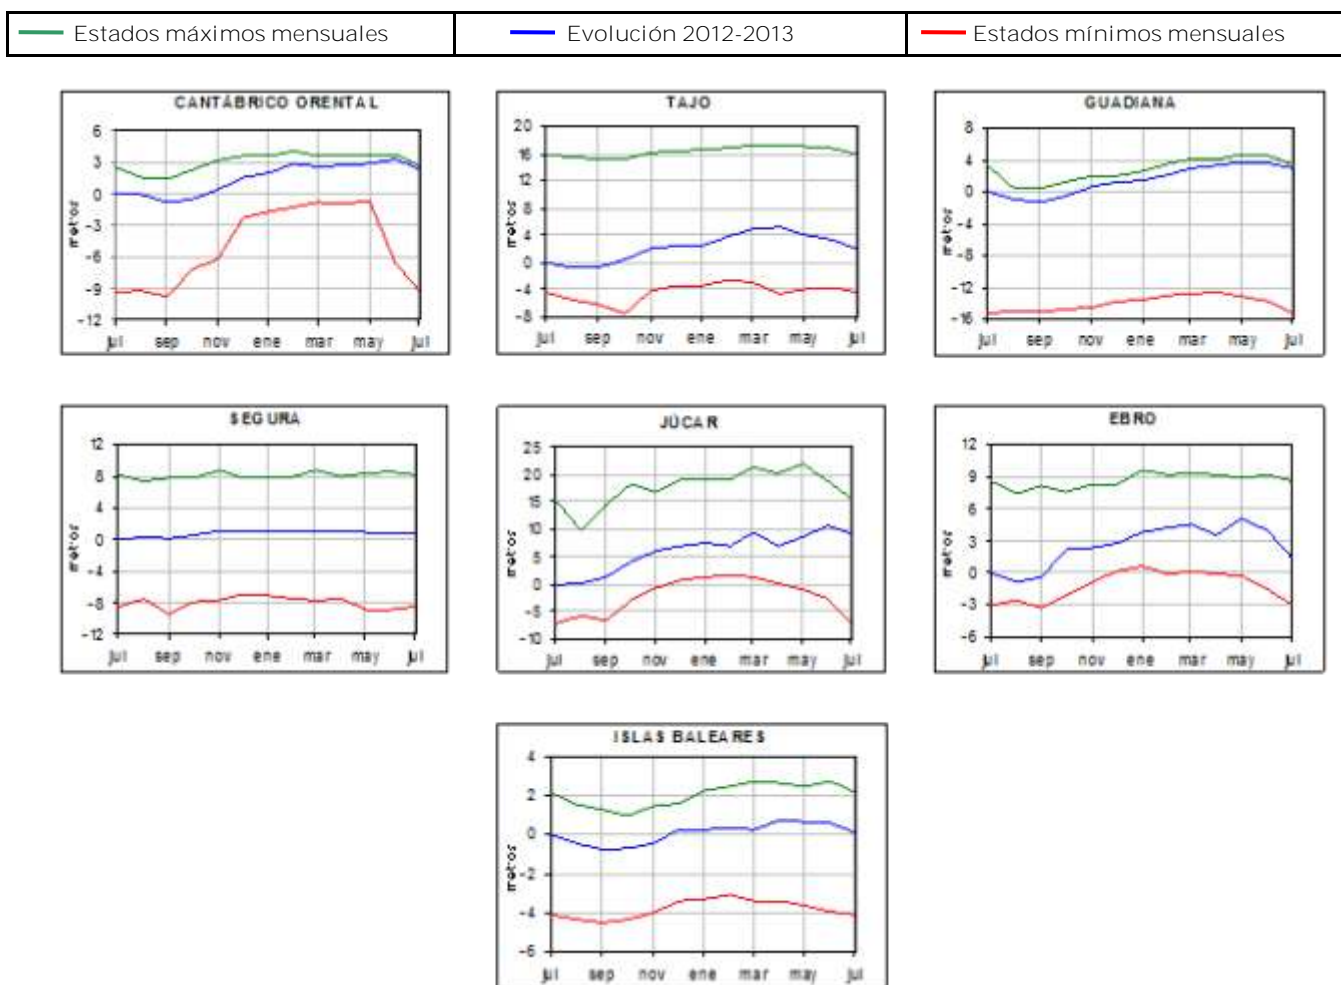 Estados máximos mensuales Evolución 2012-2013 Estados mínimos mensuales
CANTÁBRICO ORENTAL
6
3
0
-3
-6
-9
-12
metros
jul sep nov ene mar may jul
TAJO
20
16
12
8
4
0
-4
-8
metros
jul sep nov ene mar may jul
GUADIANA
8
4
0
-4
-8
-12
-16
metros
jul sep nov ene mar may jul
SEGURA
12
8
4
0
-4
-8
-12
metros
jul sep nov ene mar may jul
JÚCAR
25
20
15
10
5
0
-5
-10
metros
jul sep nov ene mar may jul
EBRO
12
9
6
3
0
-3
-6
metros
jul sep nov ene mar may jul
ISLAS BALEARES
4
2
0
-2
-4
-6
metros
jul sep nov ene mar may jul